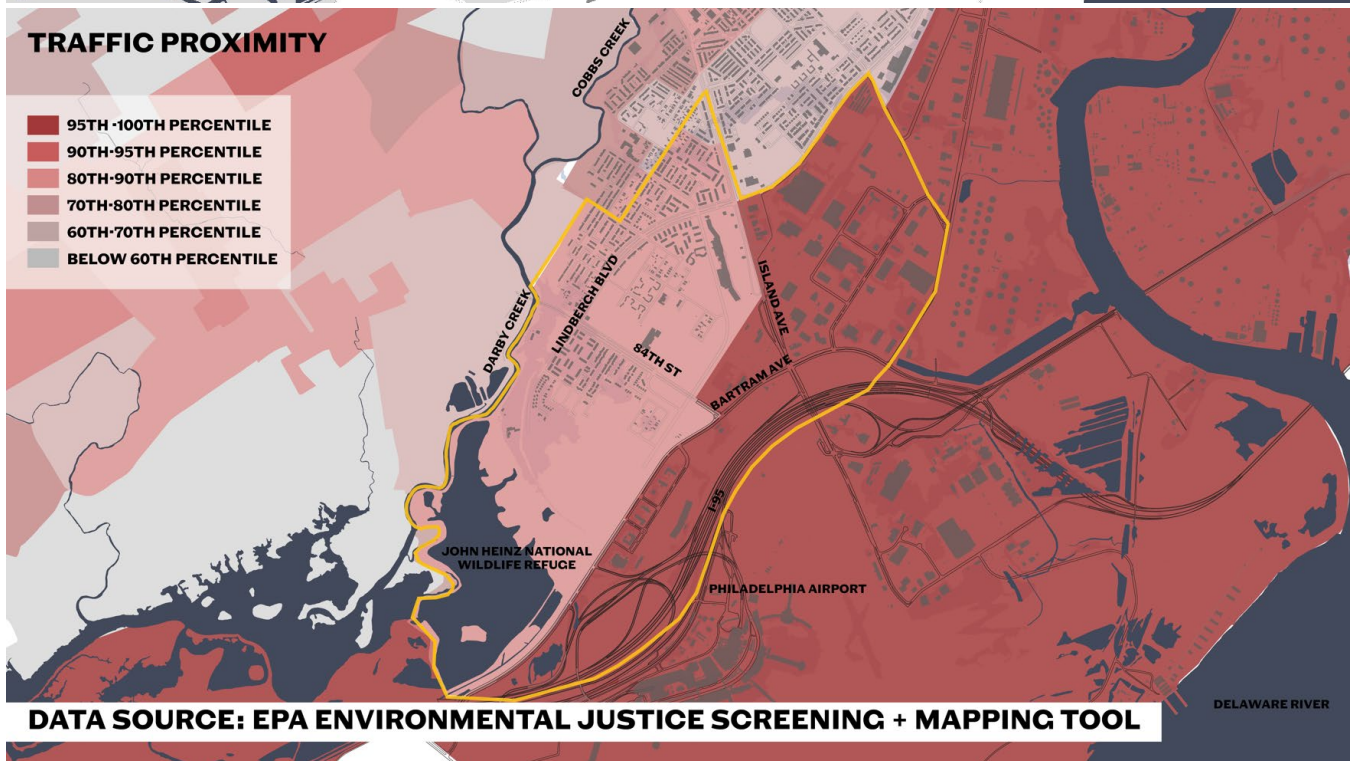 TRAFFIC PROXIMITY
95TH -100TH PERCENTILE
90TH-95TH PERCENTILE
80TH-90TH PERCENTILE
70TH-80TH PERCENTILE
60TH-70TH PERCENTILE
BELOW 60TH PERCENTILE
COBBS CREEK
DARBY CREEK
LINDBERGH BLVD
84TH ST
ISLAND AVE
BARTRAM AVE
I-95
JOHN HEINZ NATIONAL
WILDLIFE REFUGE
PHILADELPHIA AIRPORT
DELAWARE RIVER
DATA SOURCE: EPA ENVIRONMENTAL JUSTICE SCREENING + MAPPING TOOL